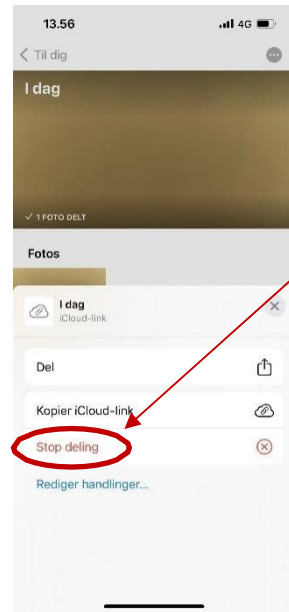 13.56
4G
Til dig
I dag
✓ 1 FOTO DELT
Fotos
I dag
iCloud-link
Del
Kopier iCloud-link
Stop deling
Rediger handlinger...